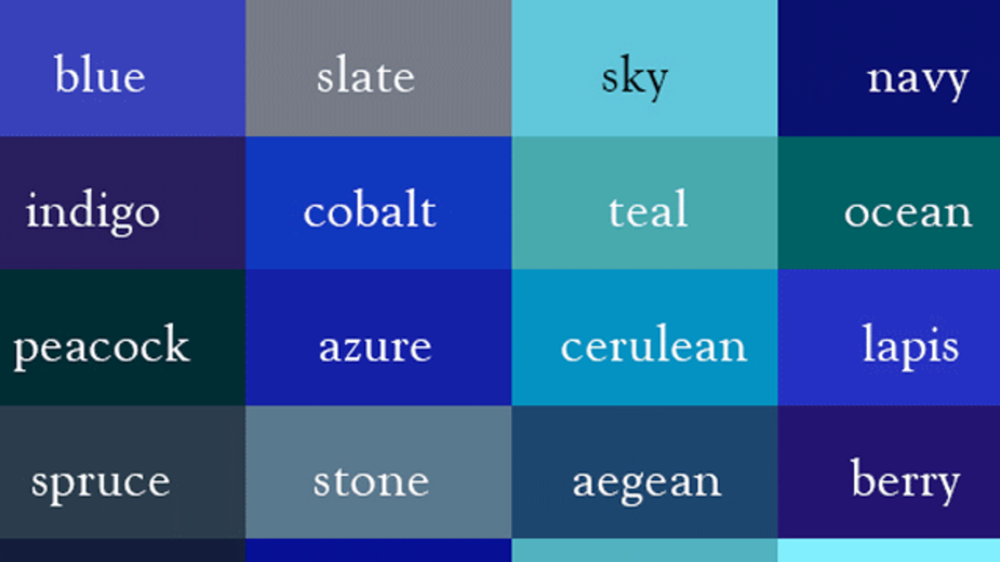 blue slate sky navy
indigo cobalt teal ocean
peacock azure cerulean lapis
spruce stone aegean berry